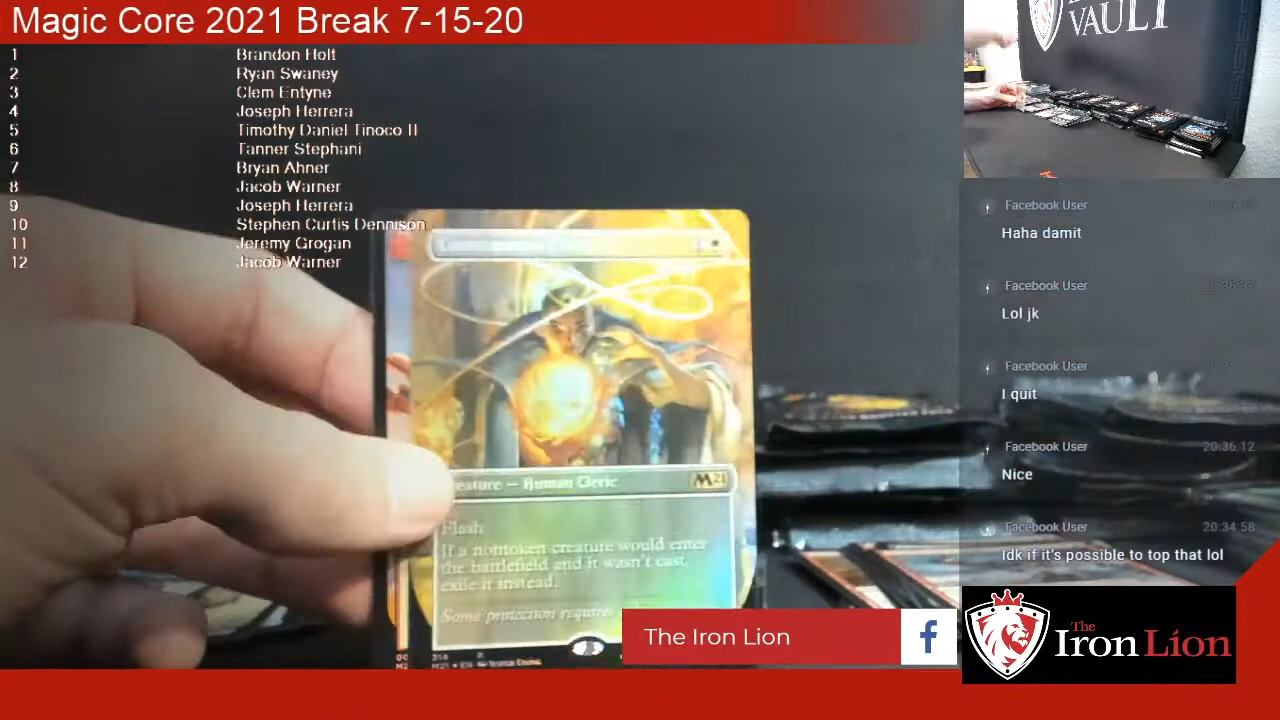 Magic Core 2021 Break 7-15-20
1 Brandon Holt
2 Ryan Swaney
3 Clem Entyne
4 Joseph Herrera
5 Timothy Daniel Tinoco II
6 Tanner Stephani
7 Bryan Ahner
8 Jacob Warner
9 Joseph Herrera
10 Stephen Curtis Dennison
11 Jeremy Grogan
12 Jacob Warner
VAULT
Facebook User
Haha damit
Facebook User
Lol jk
Facebook User
I quit
Facebook User 20:36:12
Nice
Facebook User 20:34:58
Idk if it's possible to top that lol
eature — Human Cleric M21
Flash
If a nontoken creature would enter
the battlefield and it wasn't cast,
exile it instead.
Some protection requires
The Iron Lion
f
The
Iron Lion